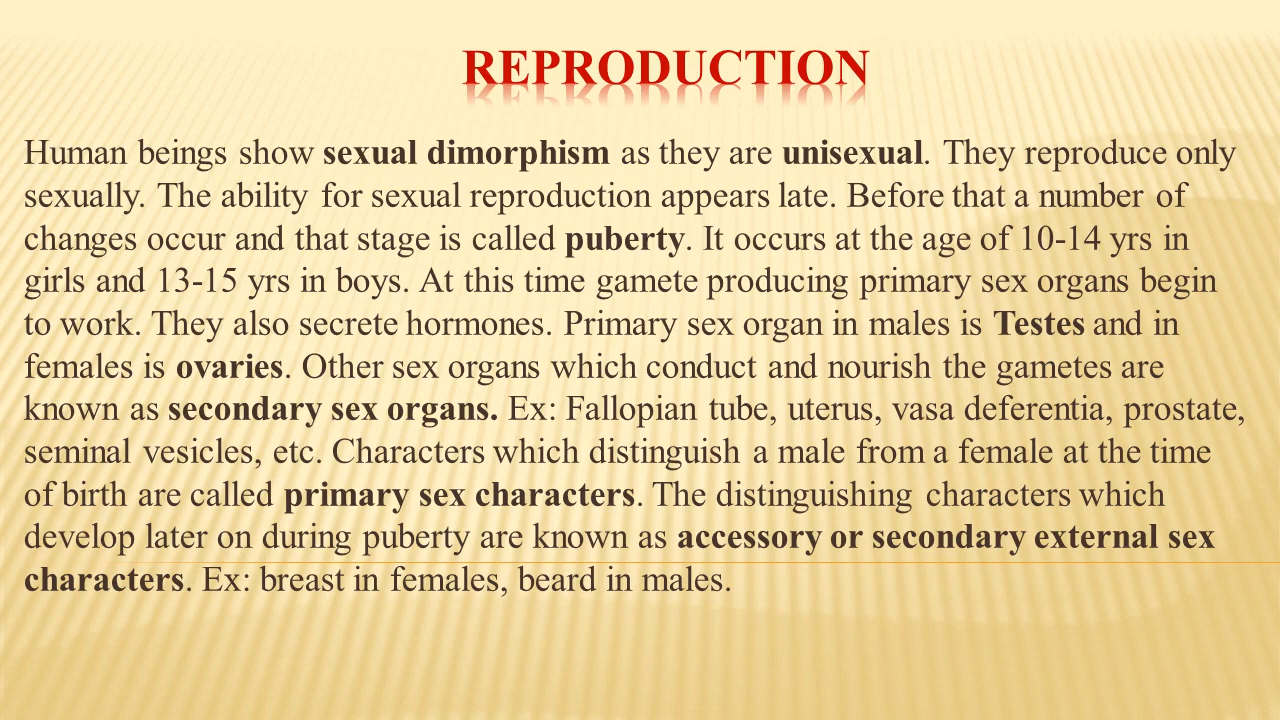 REPRODUCTION
Human beings show sexual dimorphism as they are unisexual. They reproduce only
sexually. The ability for sexual reproduction appears late. Before that a number of
changes occur and that stage is called puberty. It occurs at the age of 10-14 yrs in
girls and 13-15 yrs in boys. At this time gamete producing primary sex organs begin
to work. They also secrete hormones. Primary sex organ in males is Testes and in
females is ovaries. Other sex organs which conduct and nourish the gametes are
known as secondary sex organs. Ex: Fallopian tube, uterus, vasa deferentia, prostate,
seminal vesicles, etc. Characters which distinguish a male from a female at the time
of birth are called primary sex characters. The distinguishing characters which
develop later on during puberty are known as accessory or secondary external sex
characters. Ex: breast in females, beard in males.